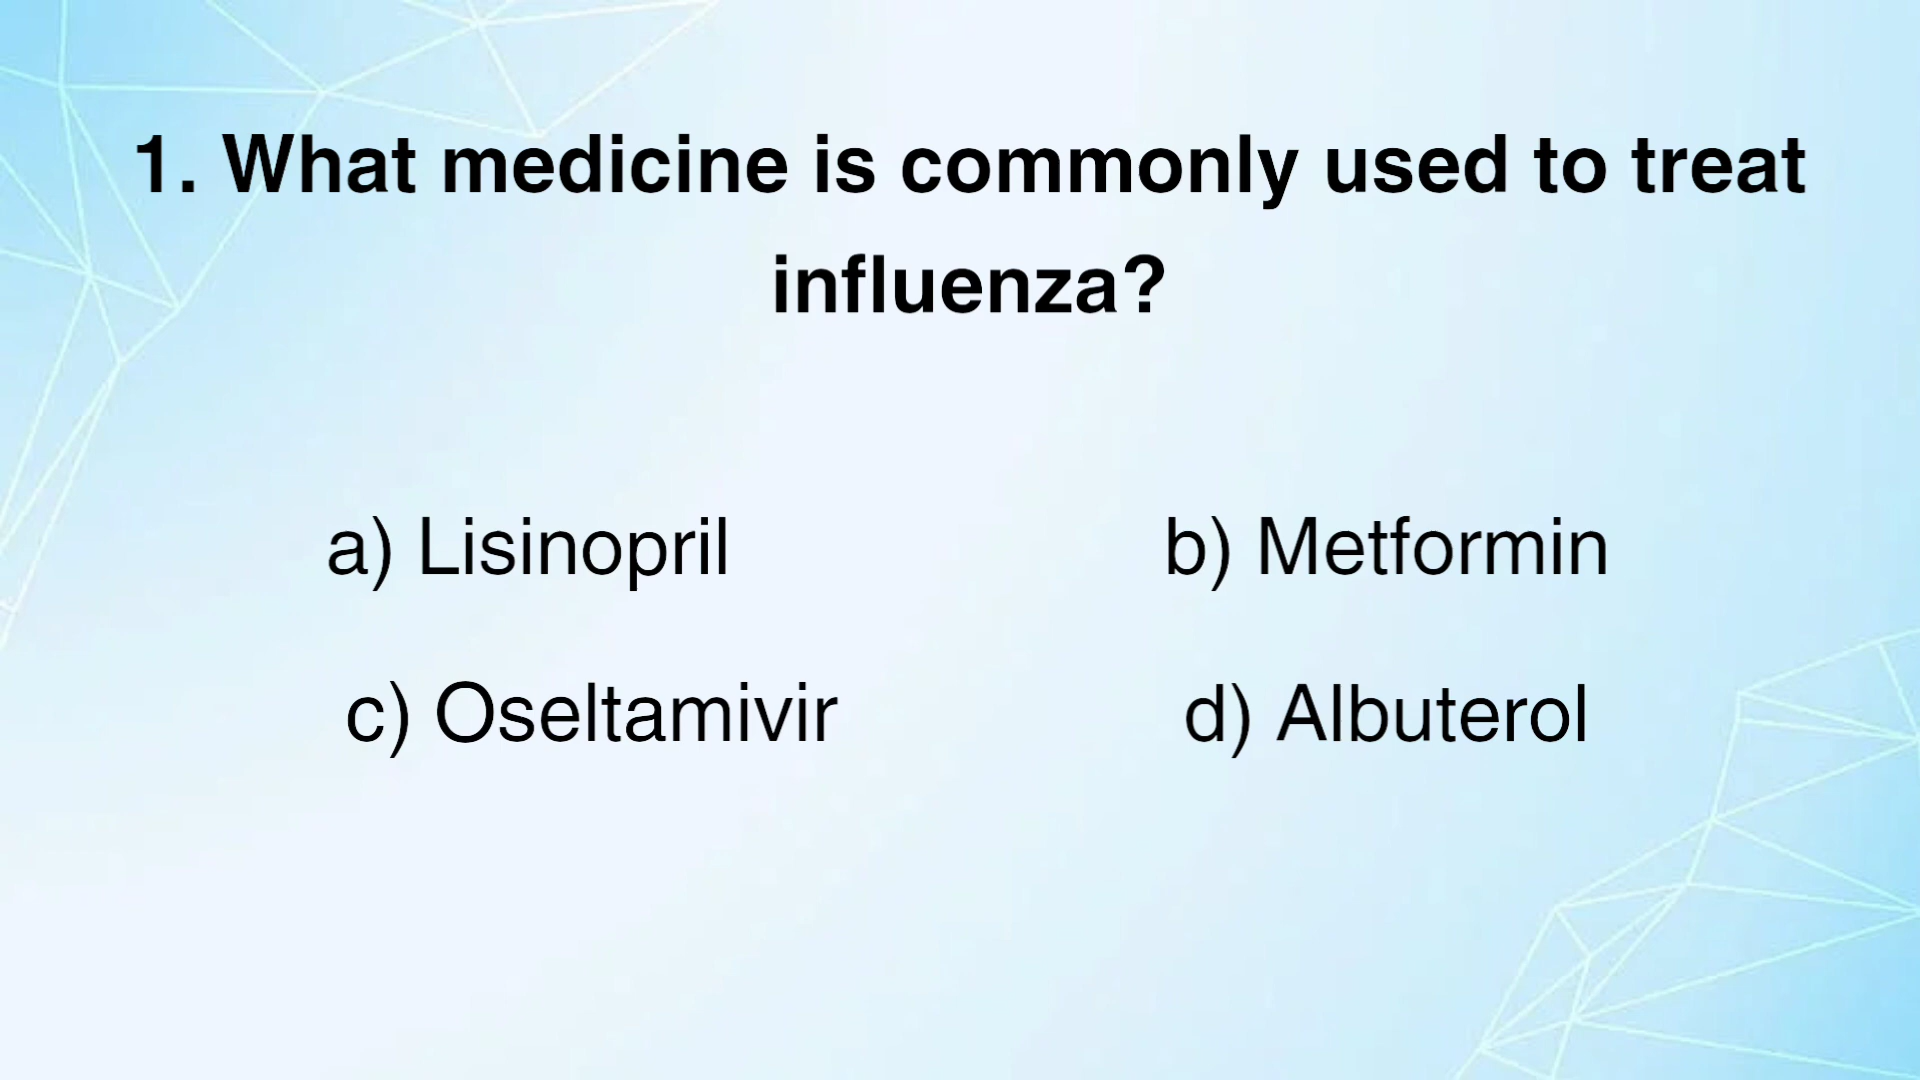 1. What medicine is commonly used to treat
influenza?
a) Lisinopril
b) Metformin
c) Oseltamivir
d) Albuterol